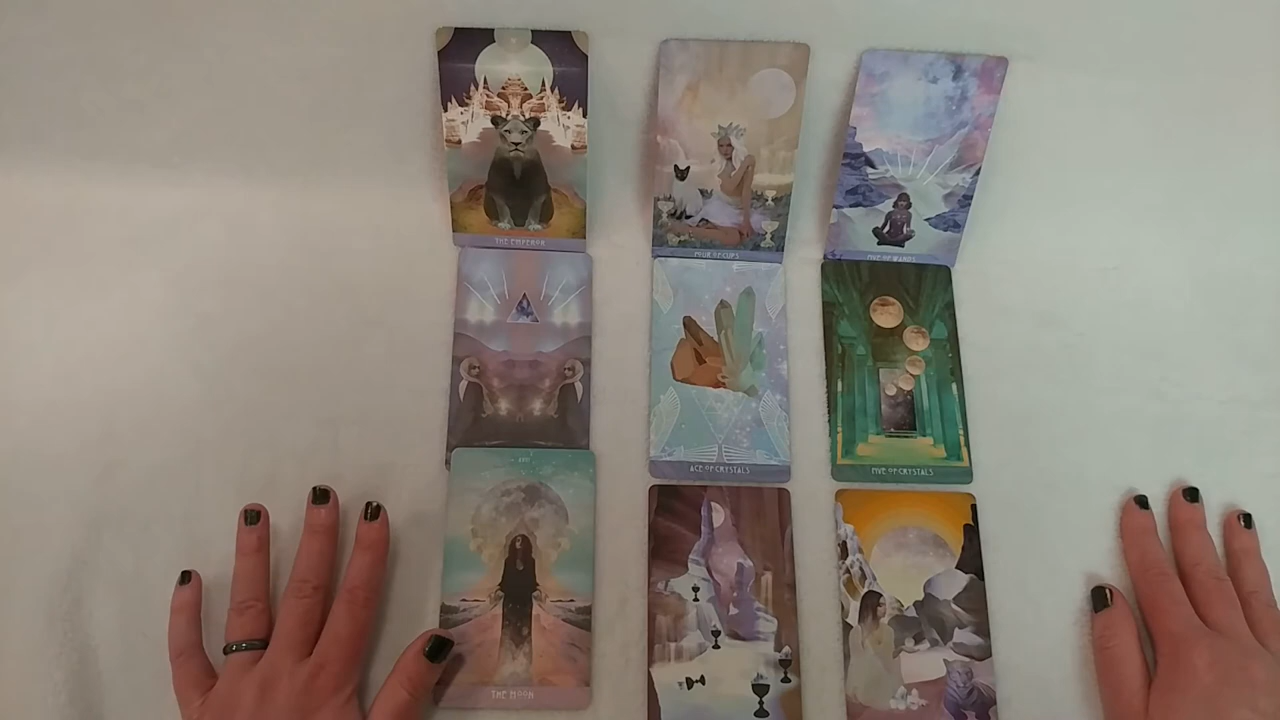 THE EMPEROR
FOUR OF CUPS
FIVE OF WANDS
ACE OF CRYSTALS
FIVE OF CRYSTALS
THE MOON